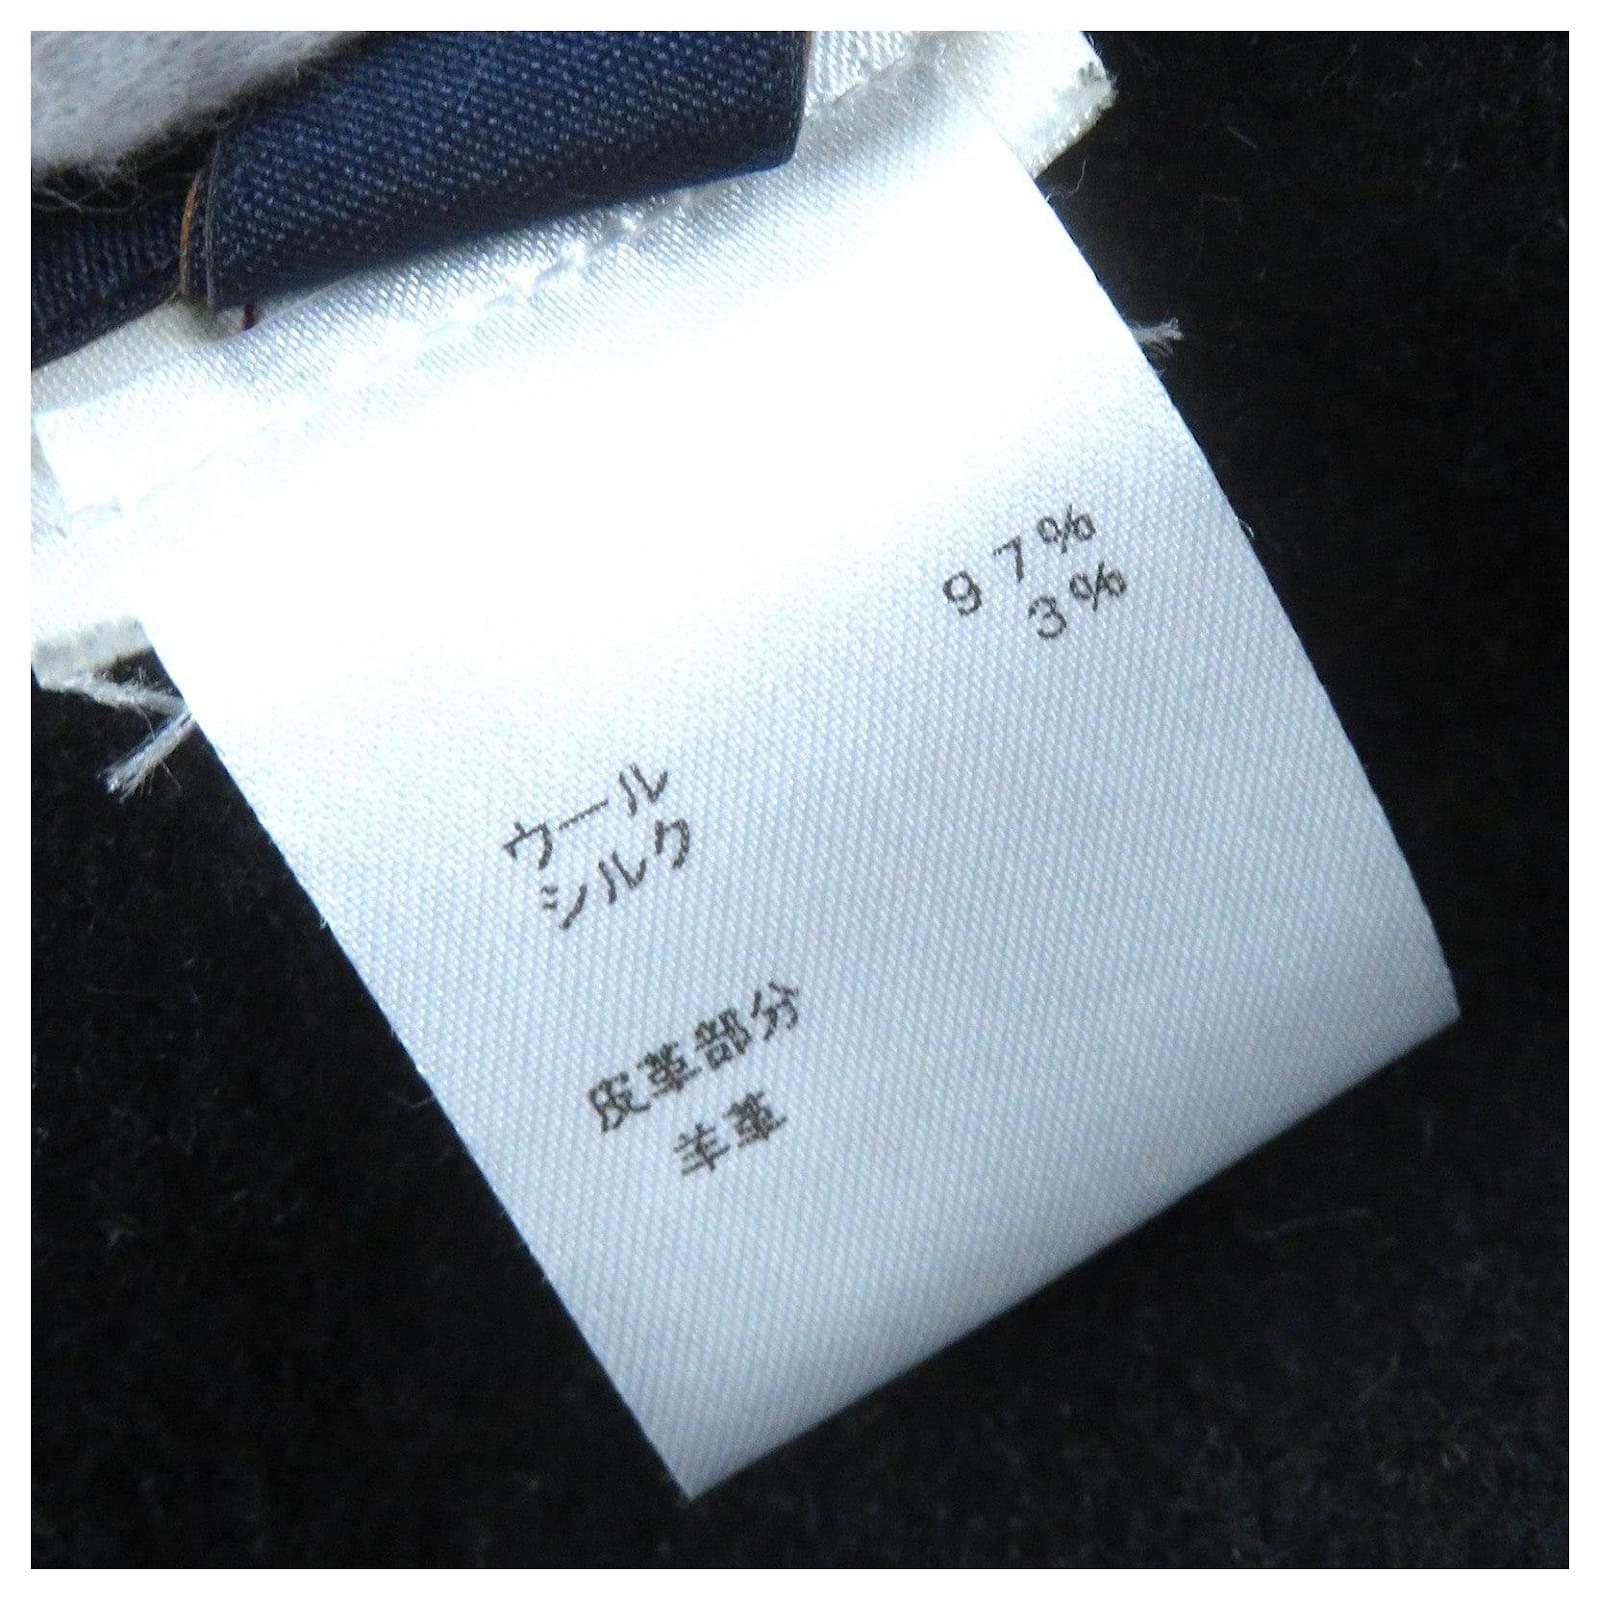 ウール 97%
シルク 3%
皮革部分
羊革